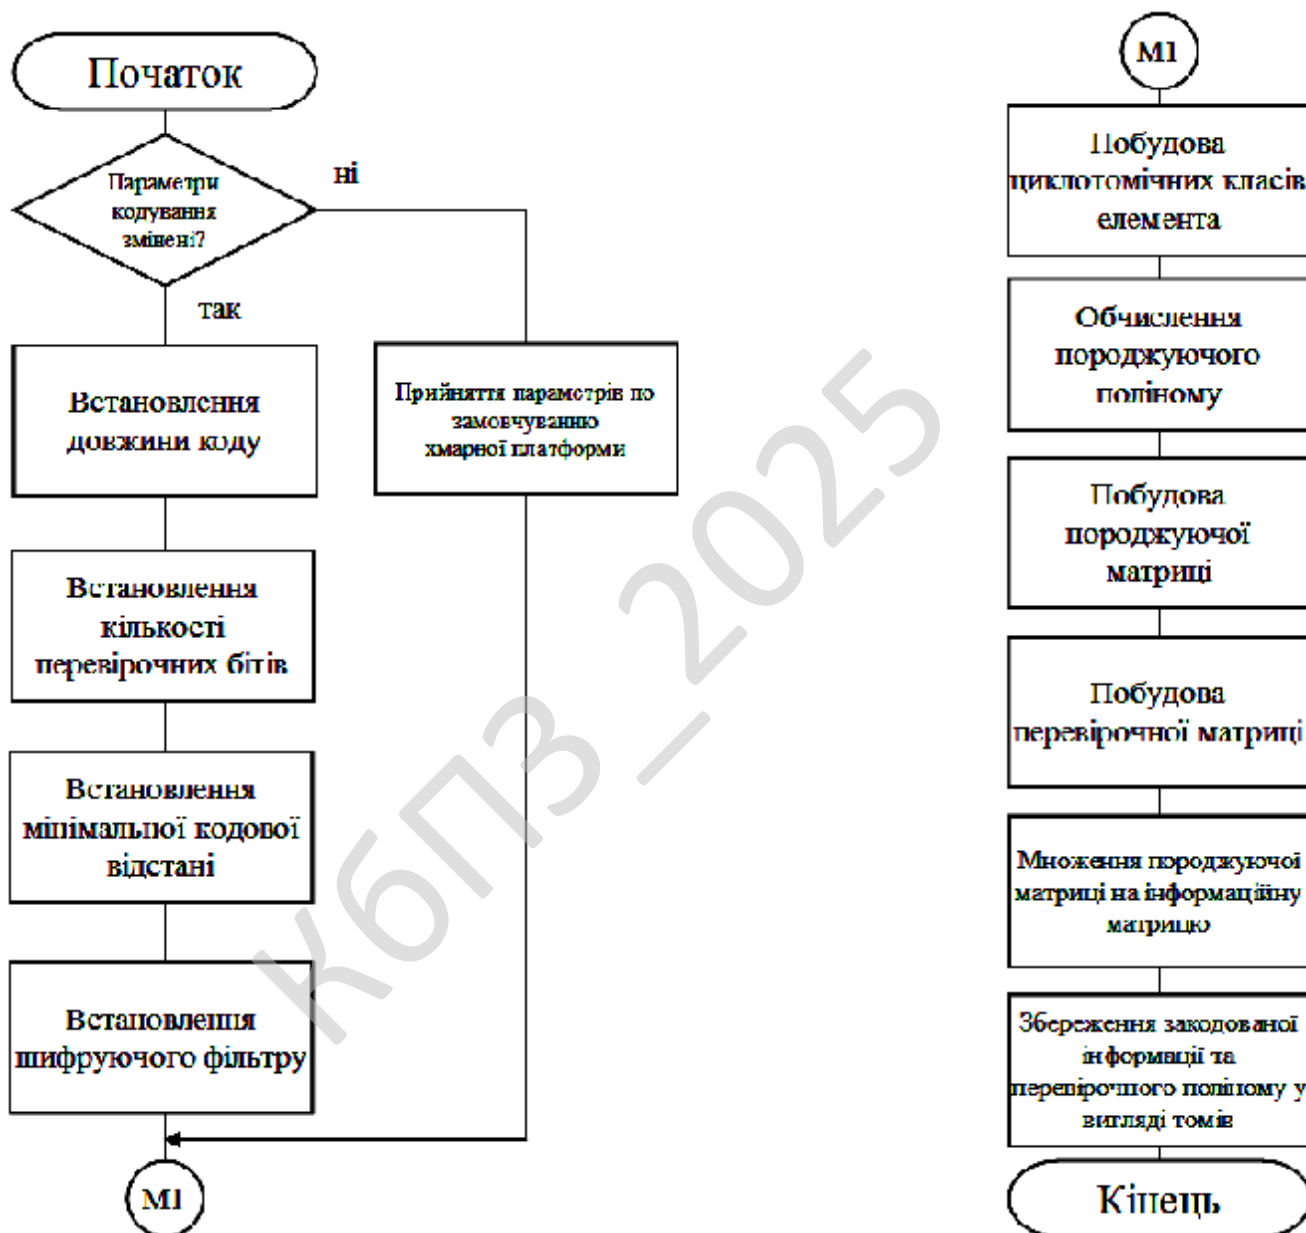 Початок
Параметри
кодування
змінені?
ні
так
Встановлення
довжини коду
Прийняття параметрів по
замовчуванню
хмарної платформи
Встановлення
кількості
перевірочних бітів
Встановлення
мінімальної кодової
відстані
Встановлення
шифруючого фільтру
М1
М1
Побудова
циклотомічних класів
елемента
Обчислення
породжуючого
поліному
Побудова
породжуючої
матриці
Побудова
перевірочної матриці
Множення породжуючої
матриці на інформаційну
матрицю
Збереження закодованої
інформації та
перевірочного поліному у
вигляді томів
Кінець
КбПЗ_2025